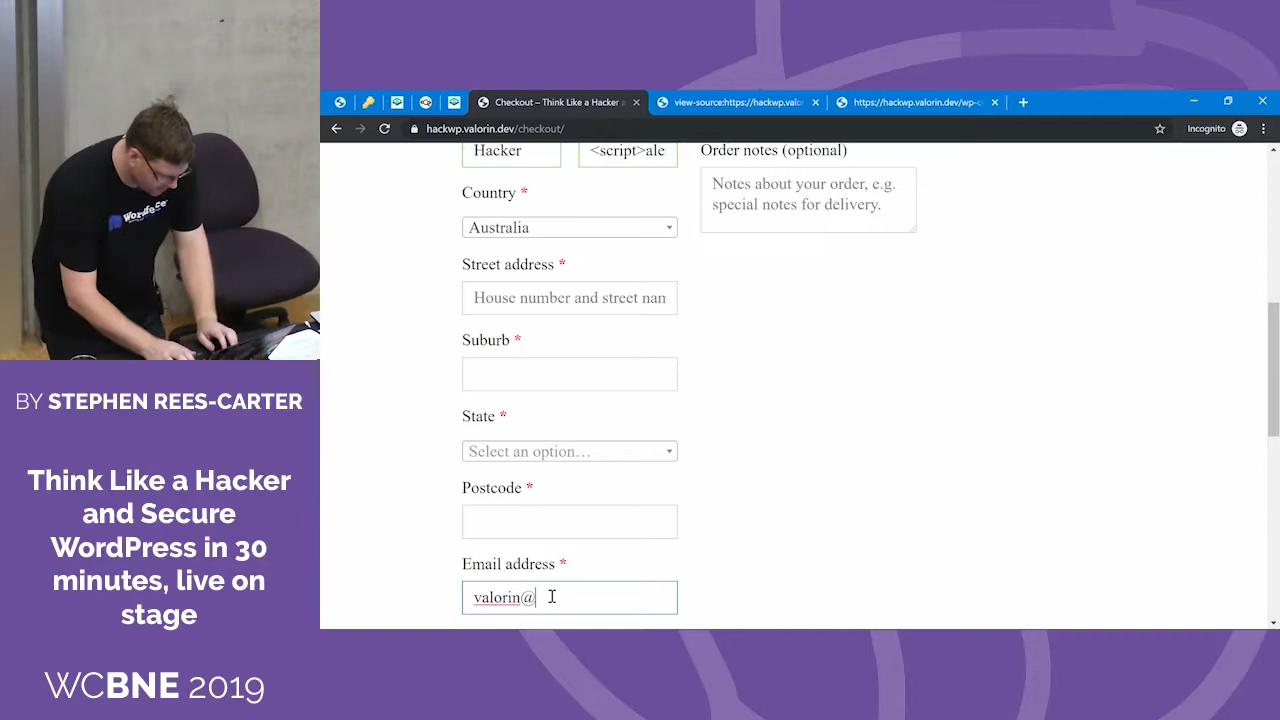 Checkout – Think Like a Hacker a
view-source:https://hackwp.valor
https://hackwp.valorin.dev/wp-c
hackwp.valorin.dev/checkout/
Incognito
Hacker
<script>ale
Order notes (optional)
Notes about your order, e.g.
special notes for delivery.
Country *
Australia
Street address *
House number and street nam
Suburb *
State *
Select an option…
Postcode *
Email address *
valorin@
BY STEPHEN REES-CARTER
Think Like a Hacker
and Secure
WordPress in 30
minutes, live on
stage
WCBNE 2019
Wordfence